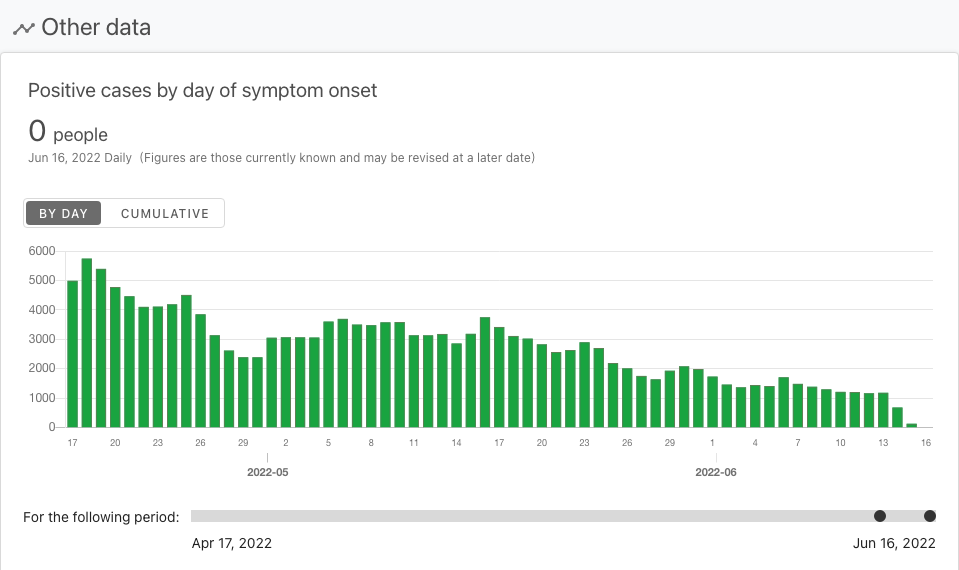 Other data
Positive cases by day of symptom onset
0 people
Jun 16, 2022 Daily (Figures are those currently known and may be revised at a later date)
BY DAY CUMULATIVE
6000
5000
4000
3000
2000
1000
0
17 20 23 26 29 2 5 8 11 14 17 20 23 26 29 1 4 7 10 13 16
2022-05 2022-06
For the following period:
Apr 17, 2022 Jun 16, 2022